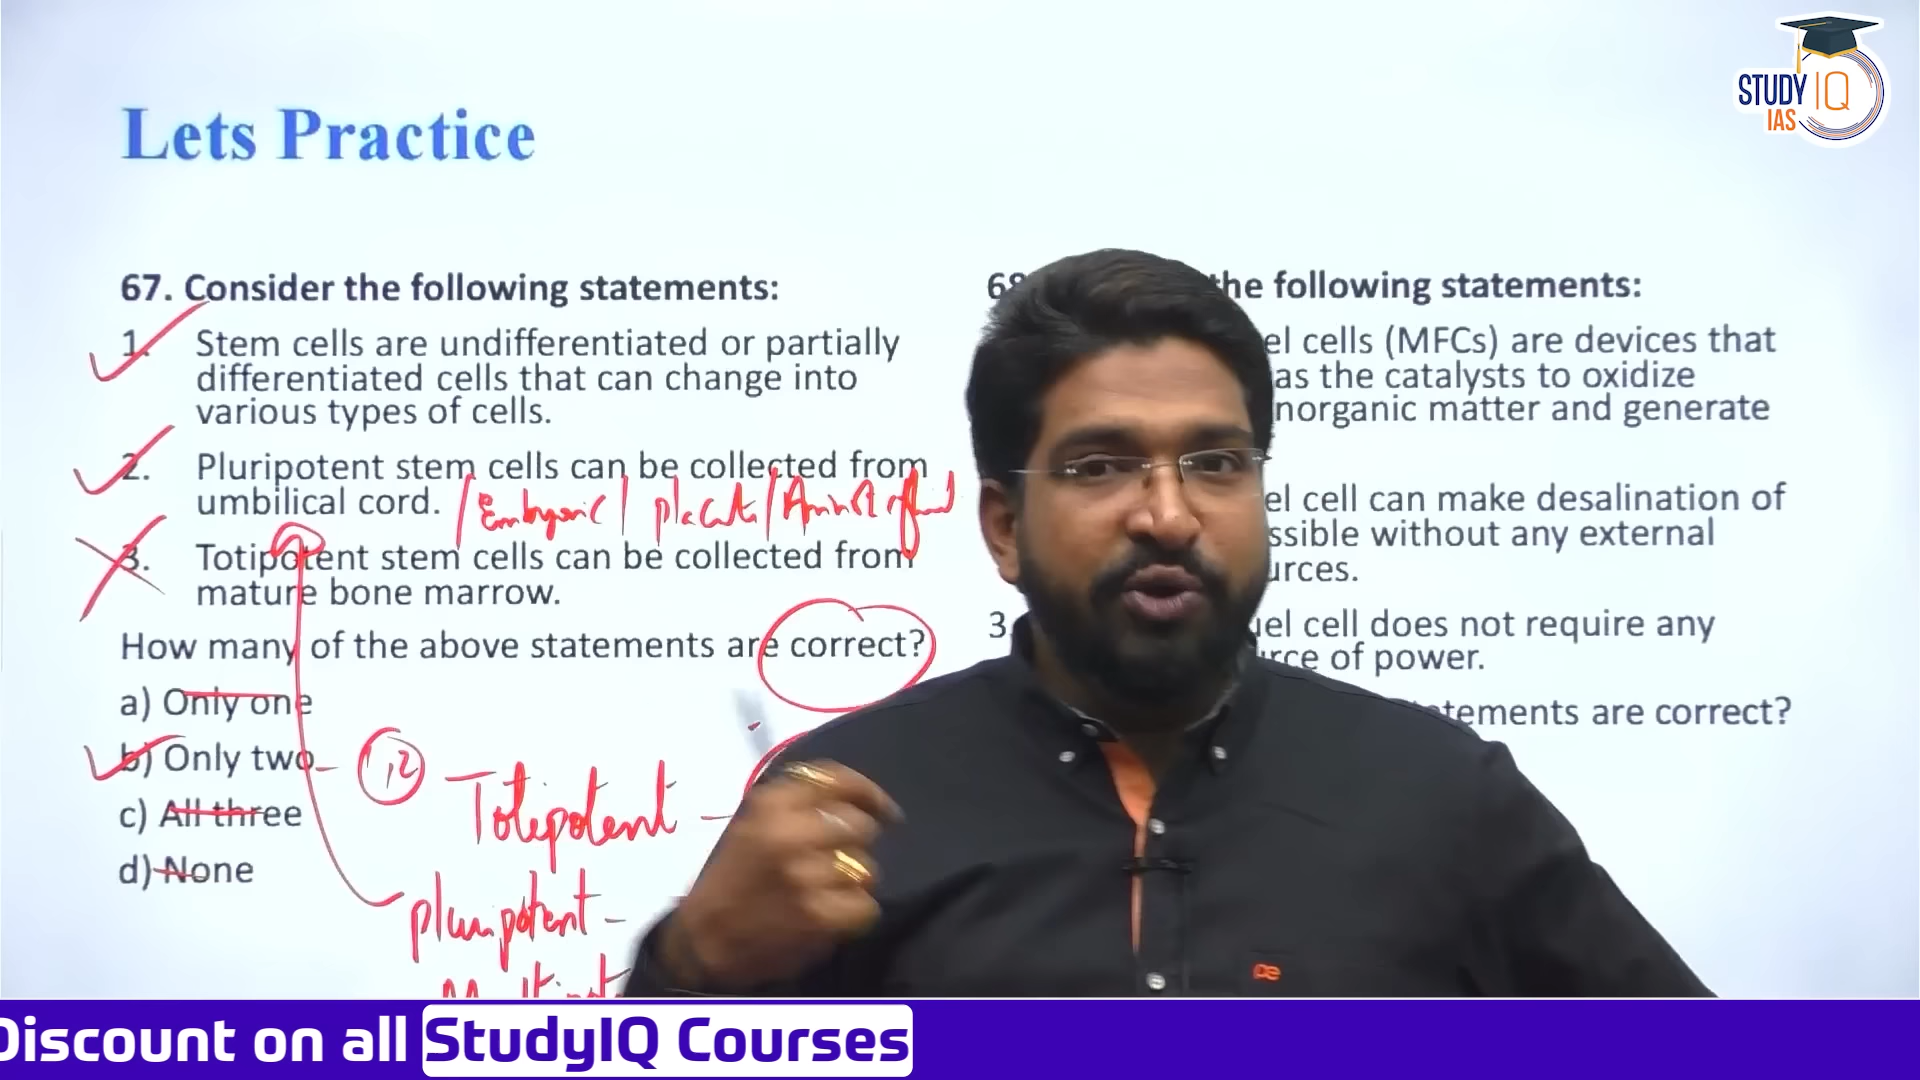 STUDY IQ
IAS
Lets Practice
67. Consider the following statements:
1. Stem cells are undifferentiated or partially
differentiated cells that can change into
various types of cells.
2. Pluripotent stem cells can be collected from
umbilical cord. / Embryonic /
3. Totipotent stem cells can be collected from
mature bone marrow.
How many of the above statements are correct?
a) Only one
b) Only two - 1,2
c) All three
d) None
Totipotent -
pluripotent -
he following statements:
el cells (MFCs) are devices that
as the catalysts to oxidize
norganic matter and generate
el cell can make desalination of
ssible without any external
urces.
3. uel cell does not require any
rce of power.
tements are correct?
pe
Discount on all StudyIQ Courses